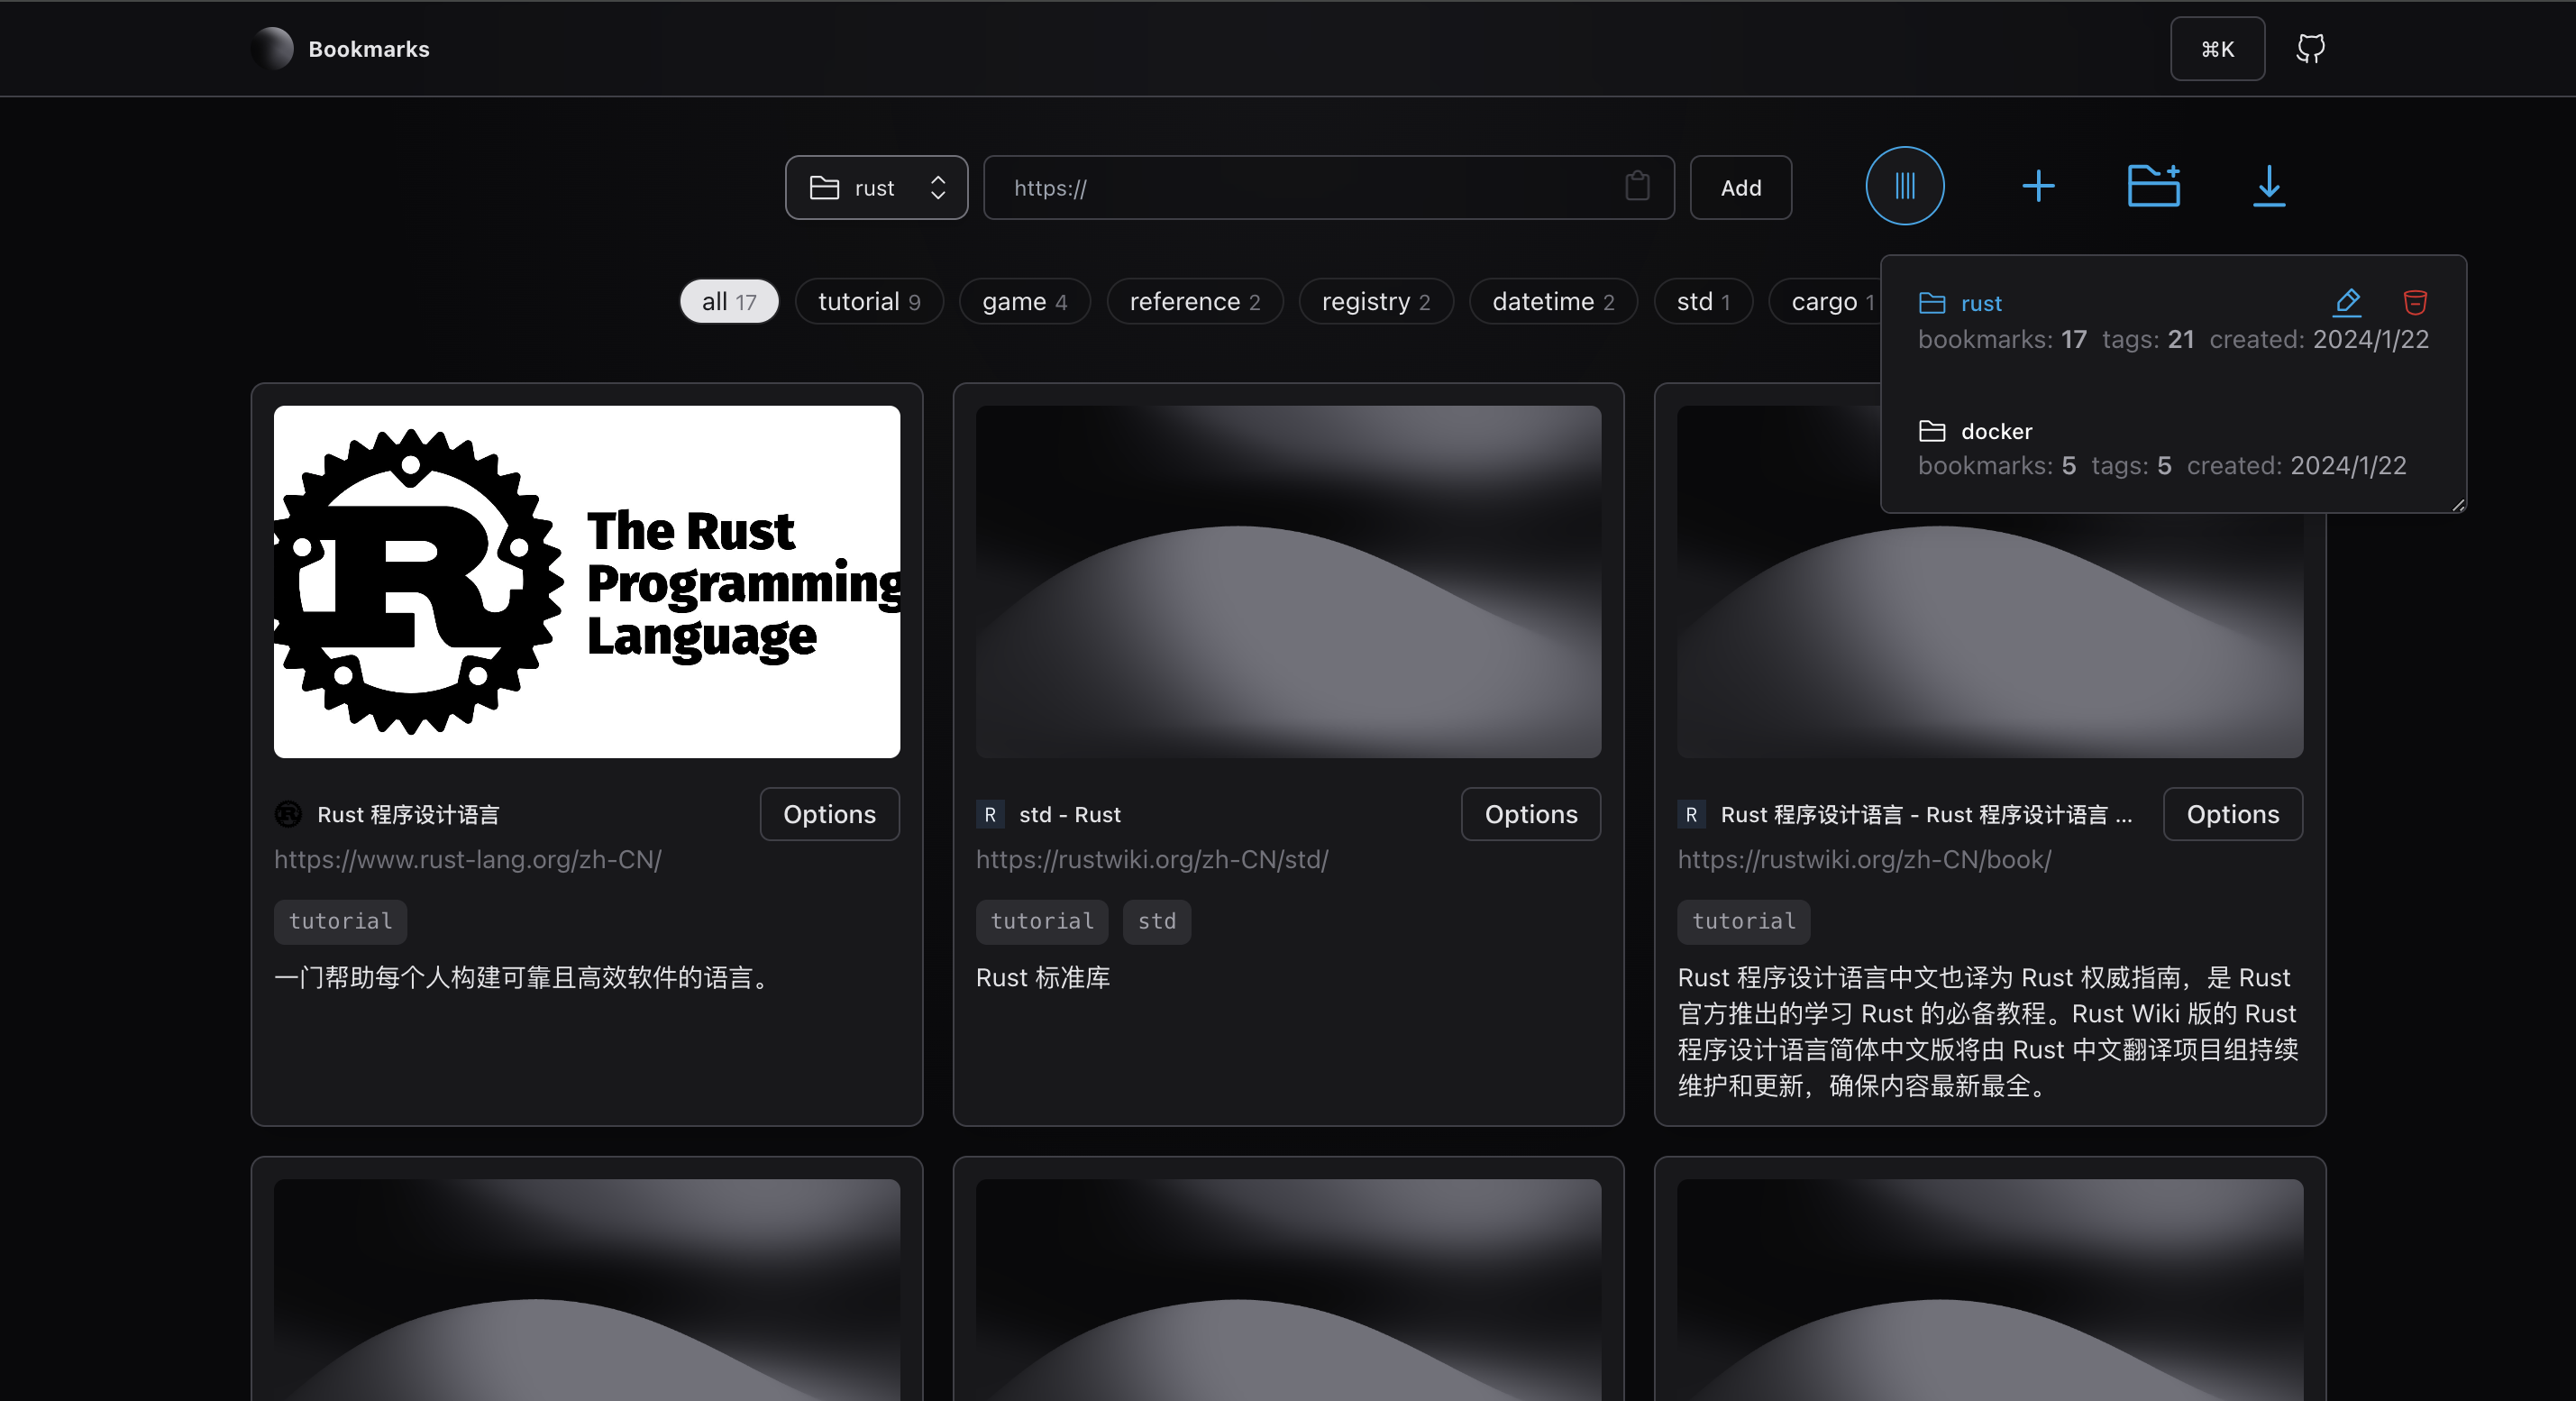 Bookmarks
⌘K
rust
https://
Add
all 17
tutorial 9
game 4
reference 2
registry 2
datetime 2
std 1
cargo 1
rust
bookmarks: 17 tags: 21 created: 2024/1/22
docker
bookmarks: 5 tags: 5 created: 2024/1/22
The Rust
Programming
Language
Rust 程序设计语言
Options
https://www.rust-lang.org/zh-CN/
tutorial
一门帮助每个人构建可靠且高效软件的语言。
R
std - Rust
Options
https://rustwiki.org/zh-CN/std/
tutorial
std
Rust 标准库
R
Rust 程序设计语言 - Rust 程序设计语言 ...
Options
https://rustwiki.org/zh-CN/book/
tutorial
Rust 程序设计语言中文也译为 Rust 权威指南，是 Rust
官方推出的学习 Rust 的必备教程。Rust Wiki 版的 Rust
程序设计语言简体中文版将由 Rust 中文翻译项目组持续
维护和更新，确保内容最新最全。